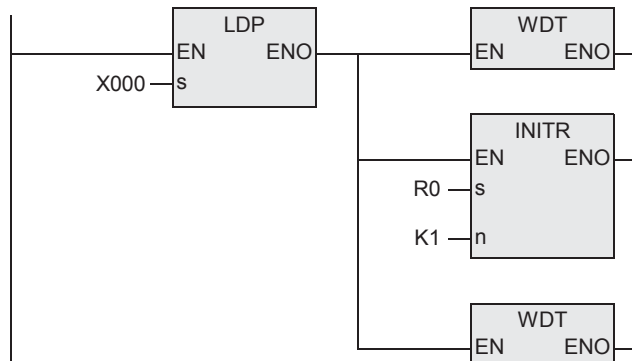 LDP
EN ENO
X000 s
WDT
EN ENO
INITR
EN ENO
R0 s
K1 n
WDT
EN ENO